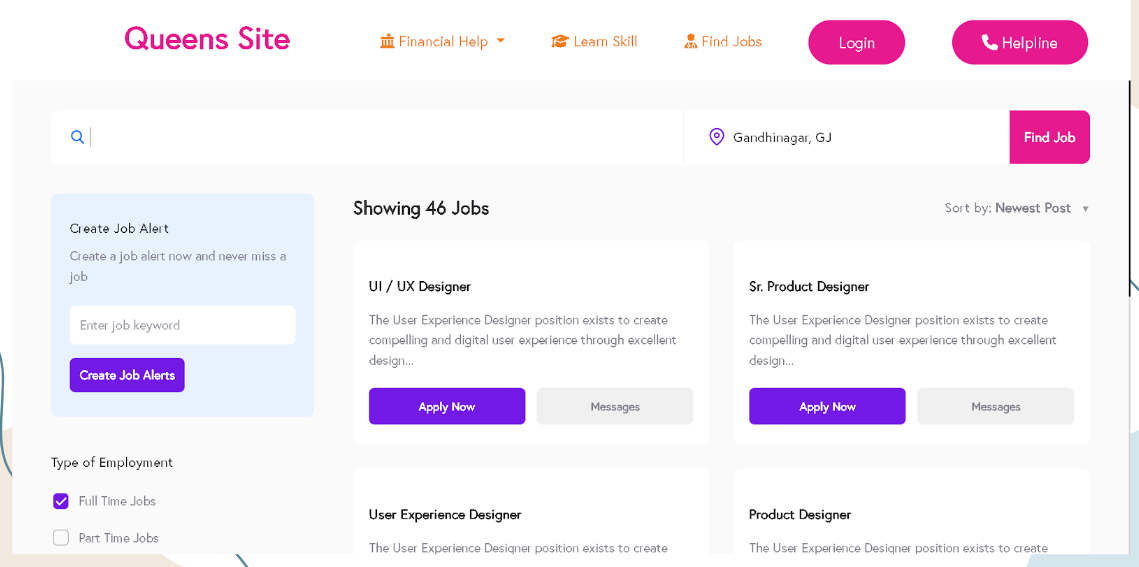 Queens Site
Financial Help
Learn Skill
Find Jobs
Login
Helpline
Gandhinagar, GJ
Find Job
Create Job Alert
Create a job alert now and never miss a
job
Enter job keyword
Create Job Alerts
Type of Employment
Full Time Jobs
Part Time Jobs
Showing 46 Jobs
Sort by: Newest Post
UI / UX Designer
The User Experience Designer position exists to create
compelling and digital user experience through excellent
design...
Apply Now
Messages
Sr. Product Designer
The User Experience Designer position exists to create
compelling and digital user experience through excellent
design...
Apply Now
Messages
User Experience Designer
The User Experience Designer position exists to create
Product Designer
The User Experience Designer position exists to create